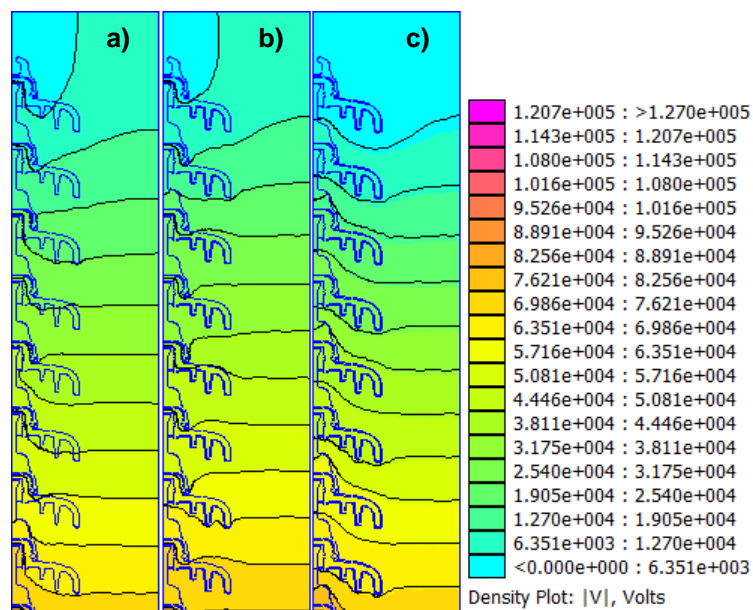 a) b) c)
1.207e+005 : >1.270e+005
1.143e+005 : 1.207e+005
1.080e+005 : 1.143e+005
1.016e+005 : 1.080e+005
9.526e+004 : 1.016e+005
8.891e+004 : 9.526e+004
8.256e+004 : 8.891e+004
7.621e+004 : 8.256e+004
6.986e+004 : 7.621e+004
6.351e+004 : 6.986e+004
5.716e+004 : 6.351e+004
5.081e+004 : 5.716e+004
4.446e+004 : 5.081e+004
3.811e+004 : 4.446e+004
3.175e+004 : 3.811e+004
2.540e+004 : 3.175e+004
1.905e+004 : 2.540e+004
1.270e+004 : 1.905e+004
6.351e+003 : 1.270e+004
<0.000e+000 : 6.351e+003
Density Plot: |V|, Volts